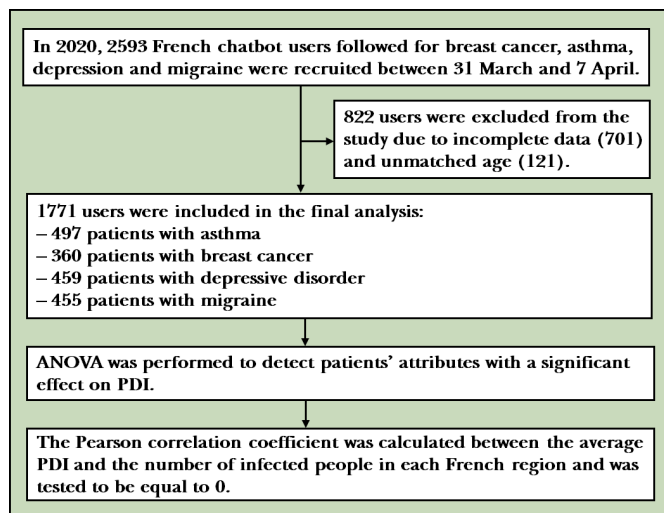 In 2020, 2593 French chatbot users followed for breast cancer, asthma,
depression and migraine were recruited between 31 March and 7 April.
822 users were excluded from the
study due to incomplete data (701)
and unmatched age (121).
1771 users were included in the final analysis:
– 497 patients with asthma
– 360 patients with breast cancer
– 459 patients with depressive disorder
– 455 patients with migraine
ANOVA was performed to detect patients’ attributes with a significant
effect on PDI.
The Pearson correlation coefficient was calculated between the average
PDI and the number of infected people in each French region and was
tested to be equal to 0.